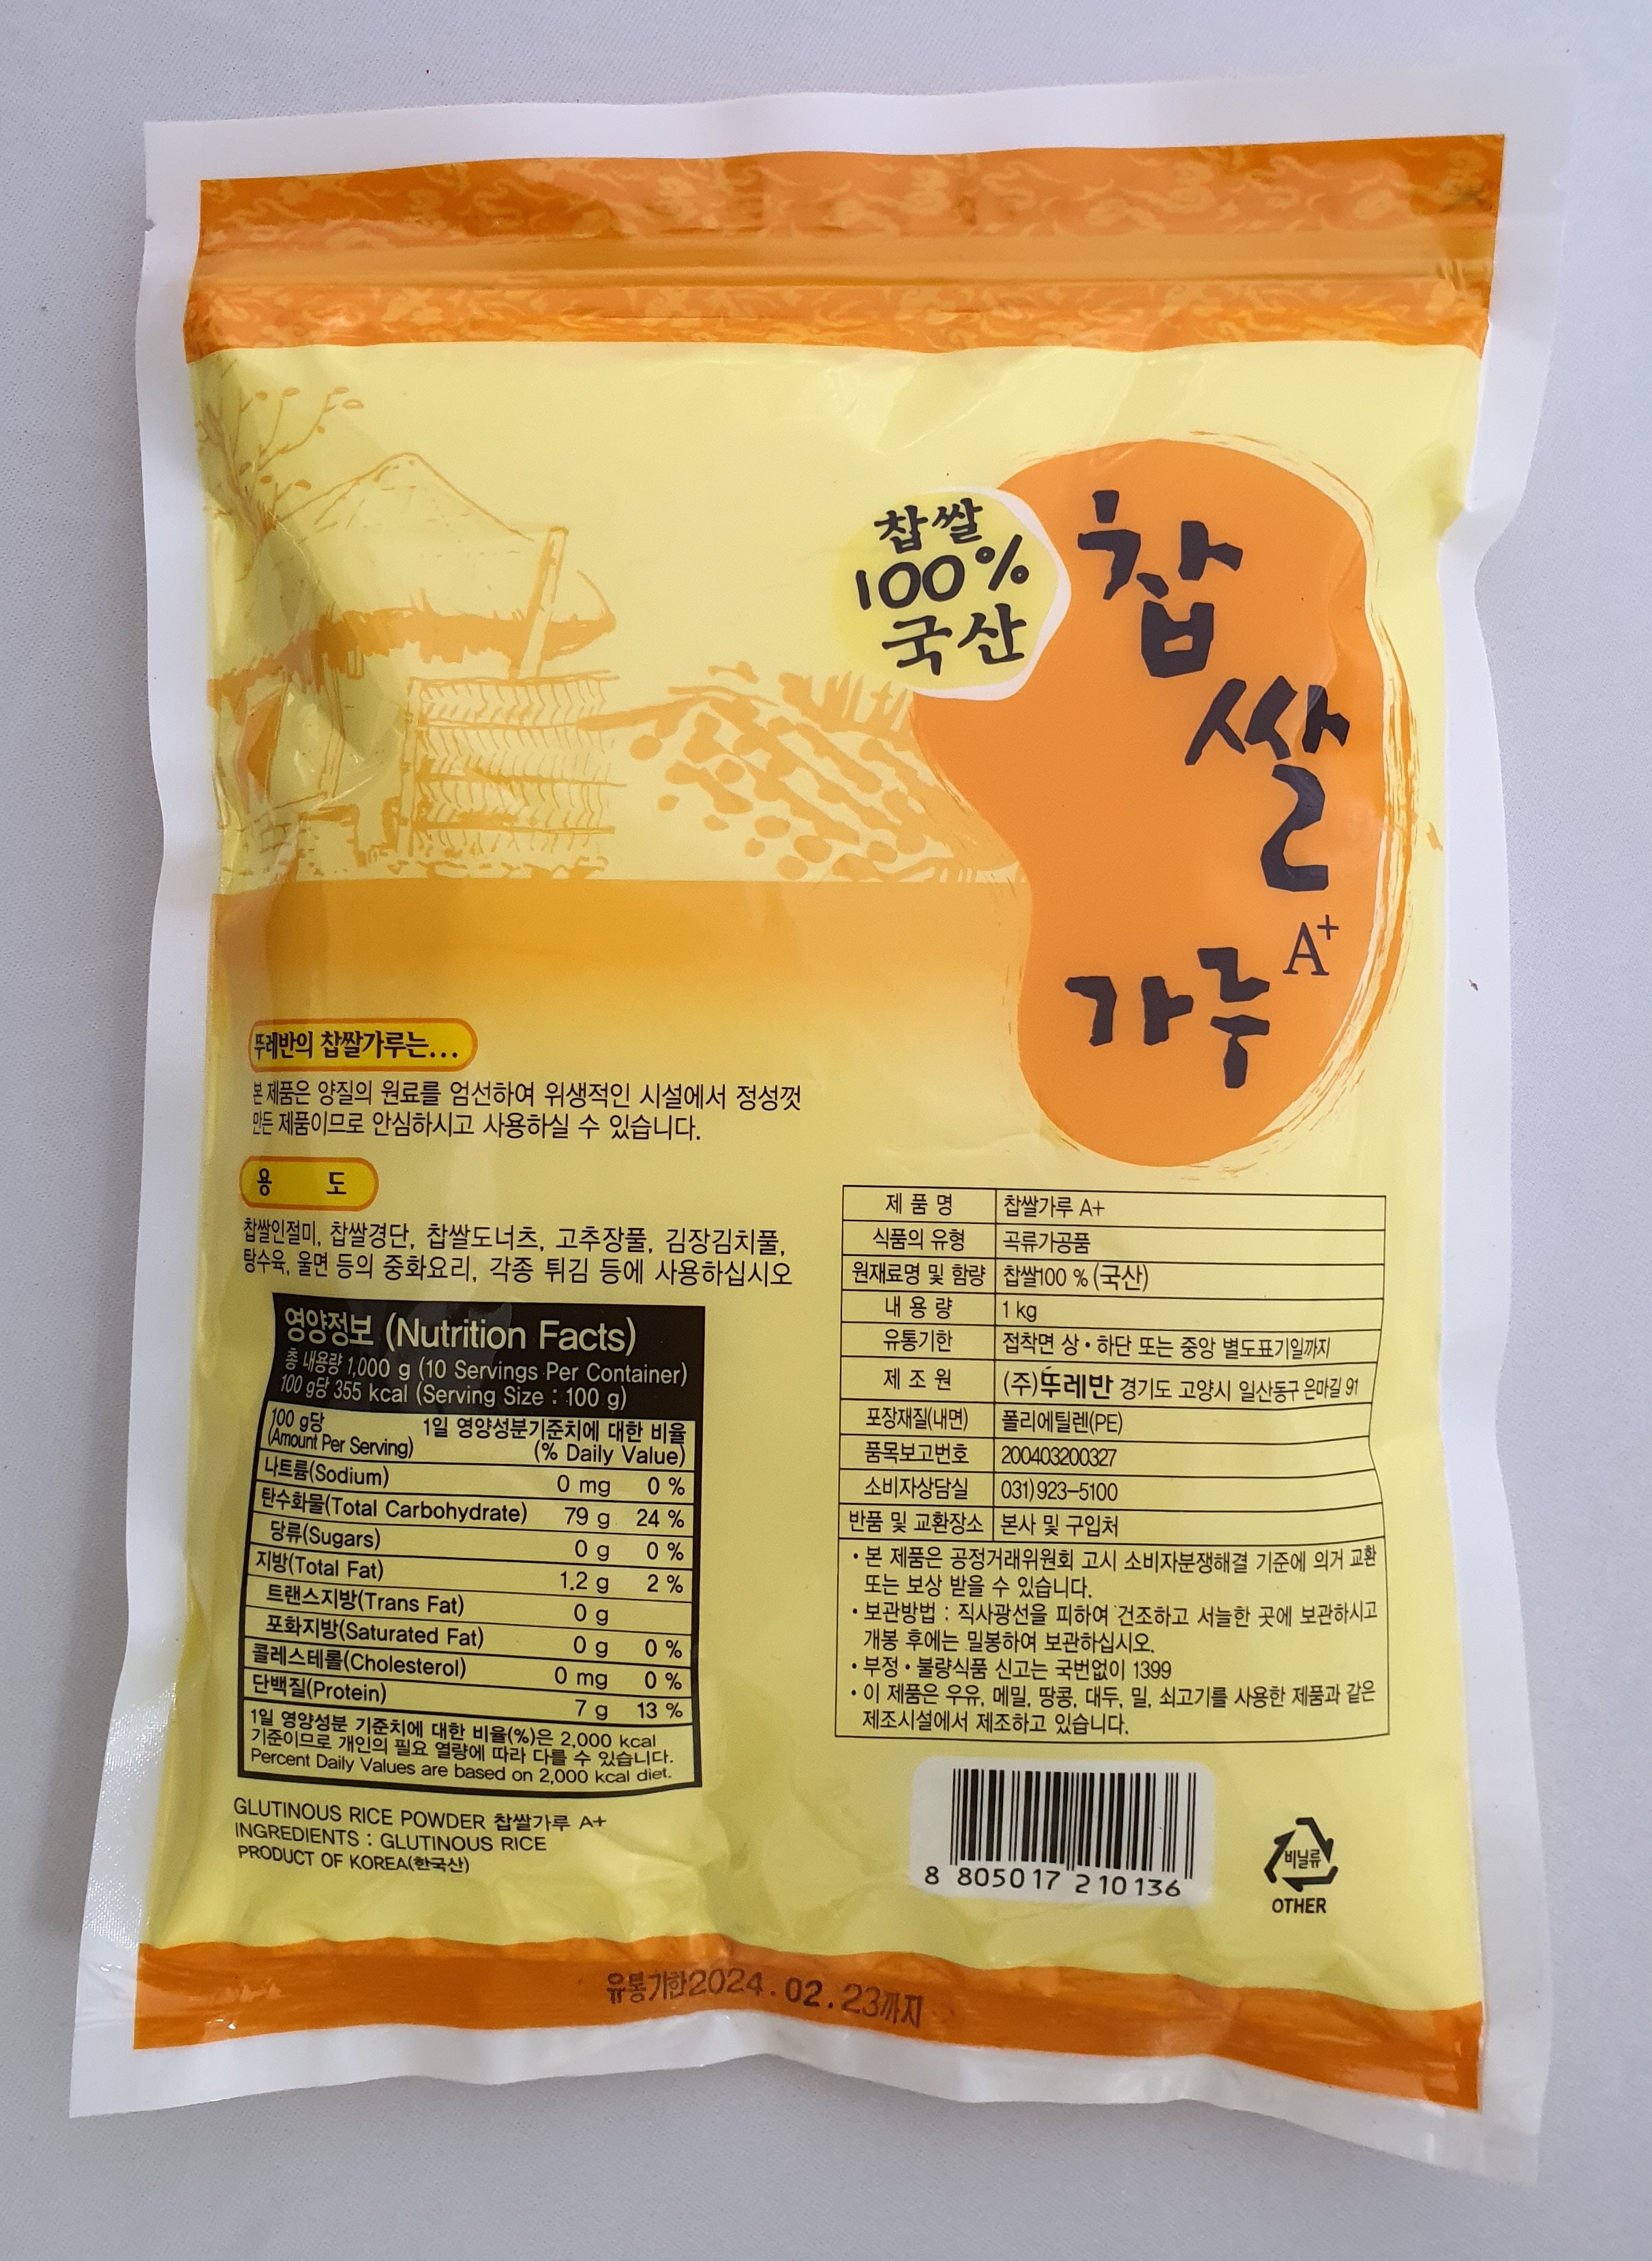 찹쌀
100%
국산
찹
쌀
가루 A+
뚜레반의 찹쌀가루는...
본 제품은 양질의 원료를 엄선하여 위생적인 시설에서 정성껏
만든 제품이므로 안심하시고 사용하실 수 있습니다.
용 도
찹쌀인절미, 찹쌀경단, 찹쌀도너츠, 고추장풀, 김장김치풀,
탕수육, 울면 등의 중화요리, 각종 튀김 등에 사용하십시오
영양정보 (Nutrition Facts)
총 내용량 1,000 g (10 Servings Per Container)
100 g당 355 kcal (Serving Size : 100 g)
100 g당 1일 영양성분기준치에 대한 비율
(Amount Per Serving) (% Daily Value)
나트륨(Sodium) 0 mg 0 %
탄수화물(Total Carbohydrate) 79 g 24 %
당류(Sugars) 0 g 0 %
지방(Total Fat) 1.2 g 2 %
트랜스지방(Trans Fat) 0 g
포화지방(Saturated Fat) 0 g 0 %
콜레스테롤(Cholesterol) 0 mg 0 %
단백질(Protein) 7 g 13 %
1일 영양성분 기준치에 대한 비율(%)은 2,000 kcal
기준이므로 개인의 필요 열량에 따라 다를 수 있습니다.
Percent Daily Values are based on 2,000 kcal diet.
GLUTINOUS RICE POWDER 찹쌀가루 A+
INGREDIENTS : GLUTINOUS RICE
PRODUCT OF KOREA(한국산)
제 품 명 찹쌀가루 A+
식품의 유형 곡류가공품
원재료명 및 함량 찹쌀100 % (국산)
내 용 량 1 kg
유통기한 접착면 상·하단 또는 중앙 별도표기일까지
제 조 원 (주)뚜레반 경기도 고양시 일산동구 은마길 91
포장재질(내면) 폴리에틸렌(PE)
품목보고번호 200403200327
소비자상담실 031)923-5100
반품 및 교환장소 본사 및 구입처
• 본 제품은 공정거래위원회 고시 소비자분쟁해결 기준에 의거 교환
또는 보상 받을 수 있습니다.
• 보관방법 : 직사광선을 피하여 건조하고 서늘한 곳에 보관하시고
개봉 후에는 밀봉하여 보관하십시오.
• 부정·불량식품 신고는 국번없이 1399
• 이 제품은 우유, 메밀, 땅콩, 대두, 밀, 쇠고기를 사용한 제품과 같은
제조시설에서 제조하고 있습니다.
8 805017 210136
비닐류
OTHER
유통기한2024.02.23까지